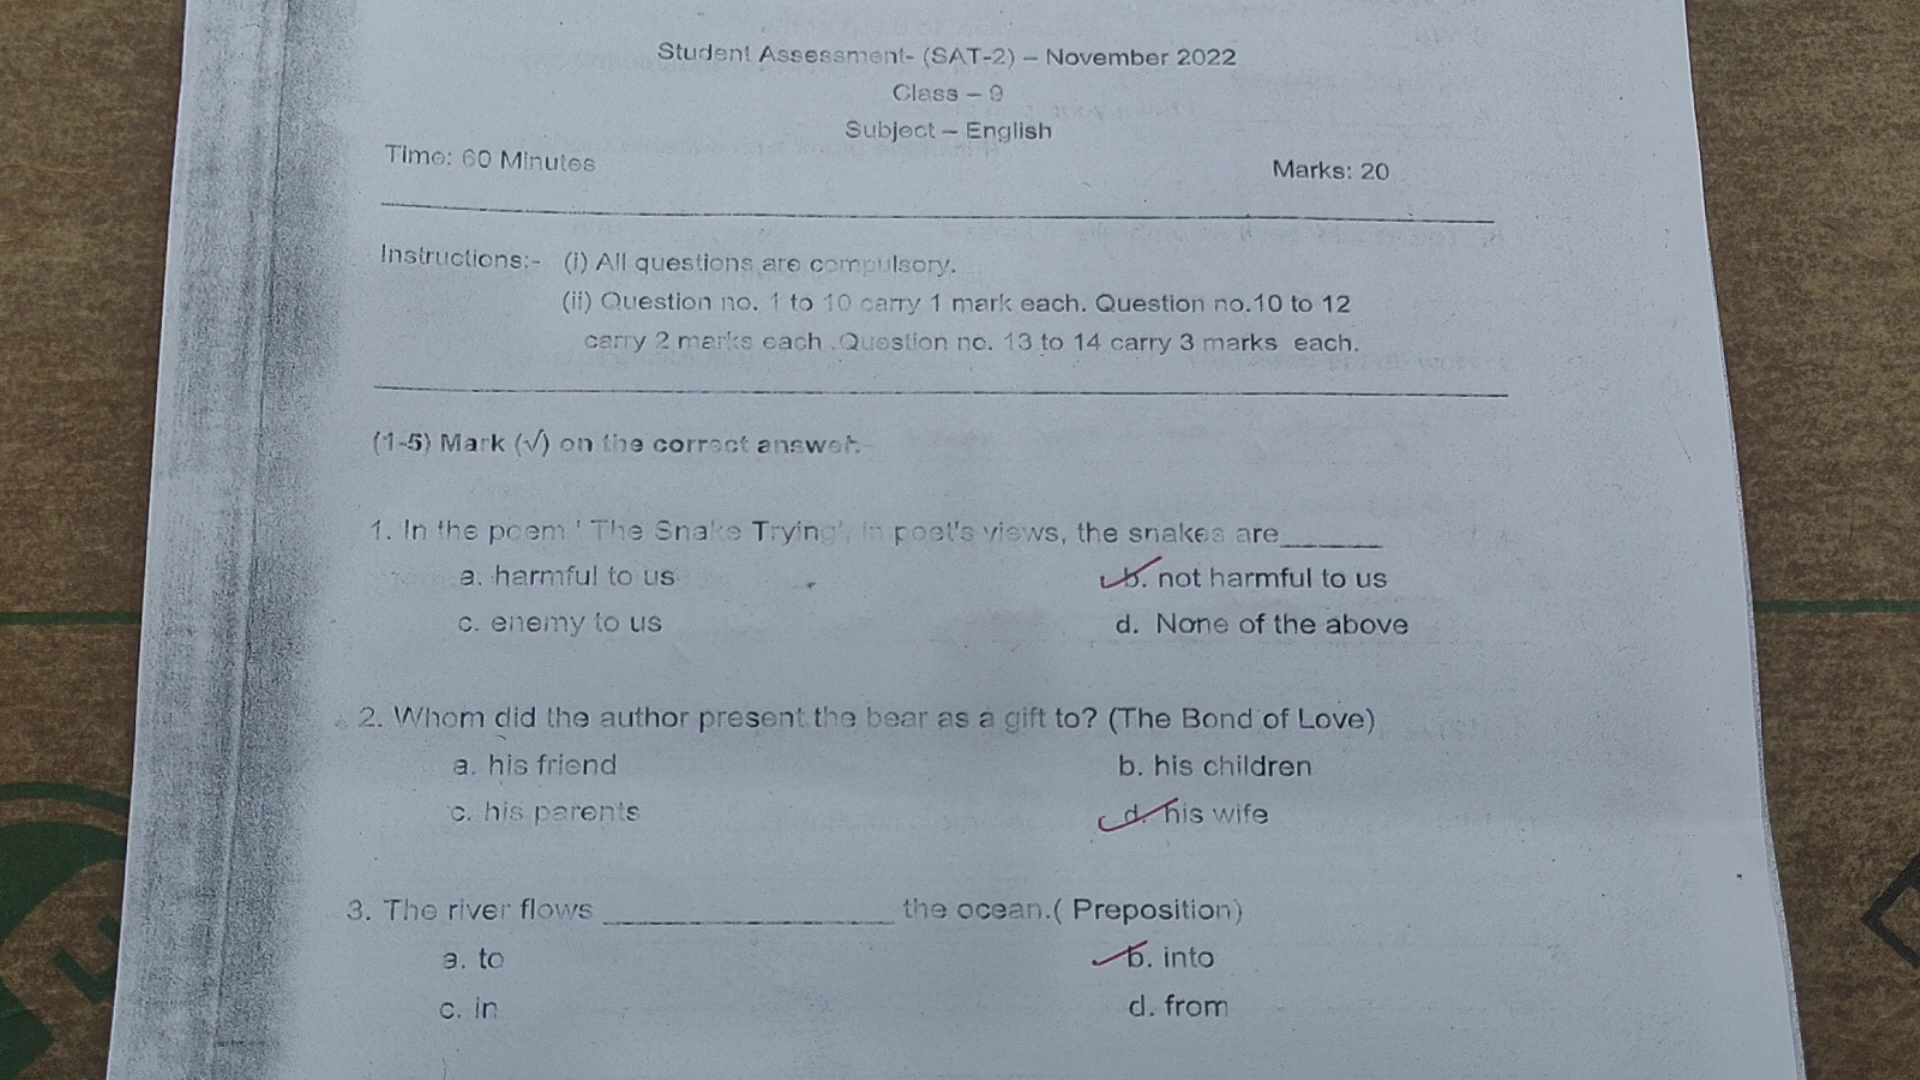 Student Assessment- (SAT-2) – November 2022
Class – 9
Subject – English
Time: 60 Minutes
Marks: 20
Instructions:- (i) All questions are compulsory.
(ii) Question no. 1 to 10 carry 1 mark each. Question no.10 to 12
carry 2 marks each .Question no. 13 to 14 carry 3 marks each.
(1-5) Mark (√) on the correct answer:-
1. In the poem ' The Snake Trying', in poet's views, the snakes are______
a. harmful to us
b. not harmful to us
c. enemy to us
d. None of the above
2. Whom did the author present the bear as a gift to? (The Bond of Love)
a. his friend
b. his children
c. his parents
d. his wife
3. The river flows ________________ the ocean.( Preposition)
a. to
b. into
c. in
d. from